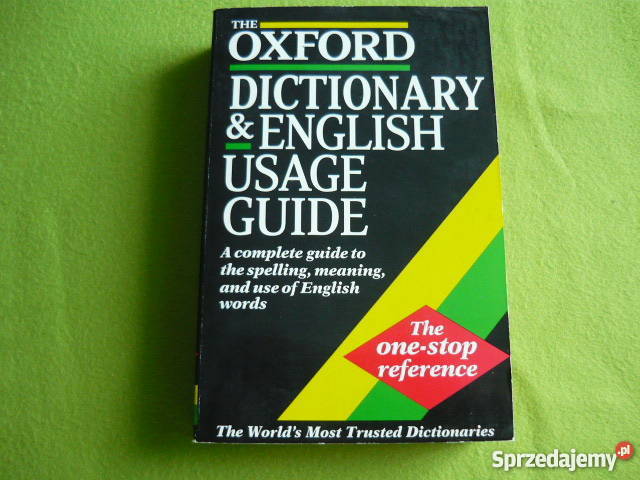 THE
OXFORD
DICTIONARY
& ENGLISH
USAGE
GUIDE
A complete guide to
the spelling, meaning,
and use of English
words
The
one-stop
reference
The World's Most Trusted Dictionaries
Sprzedajemy.pl